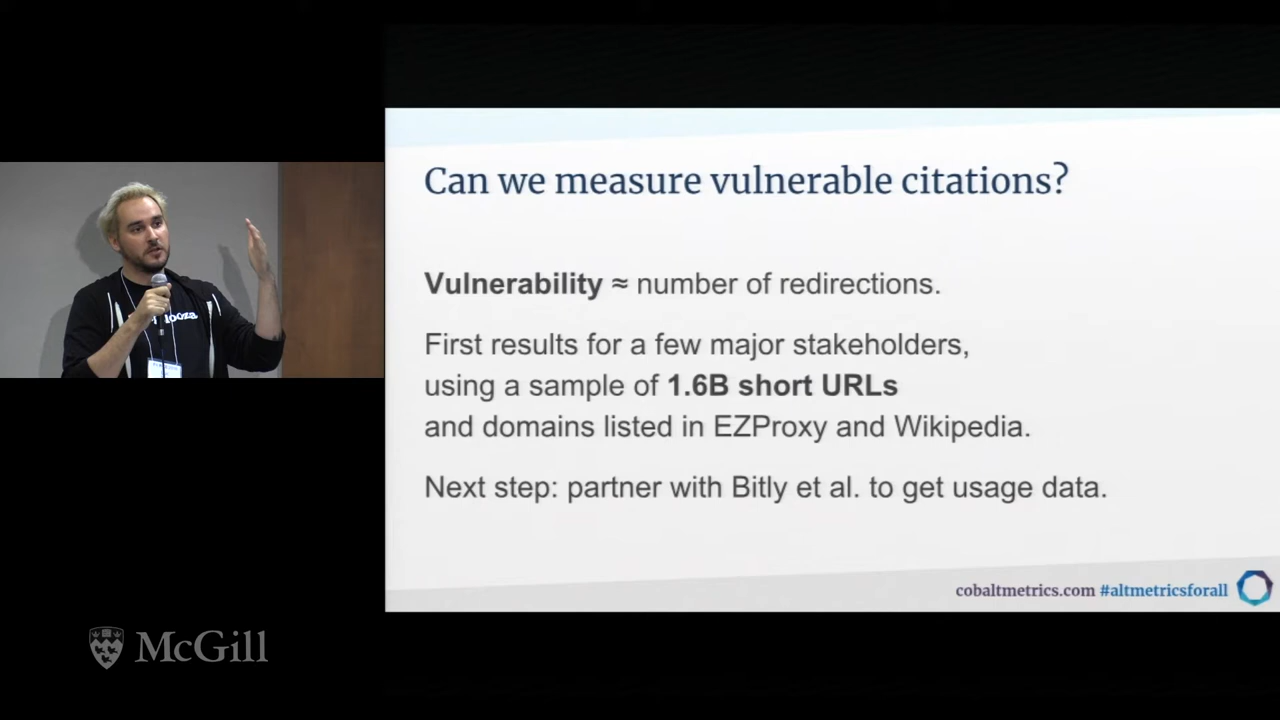 Can we measure vulnerable citations?
Vulnerability ≈ number of redirections.
First results for a few major stakeholders,
using a sample of 1.6B short URLs
and domains listed in EZProxy and Wikipedia.
Next step: partner with Bitly et al. to get usage data.
cobaltmetrics.com #altmetricsforall
McGill